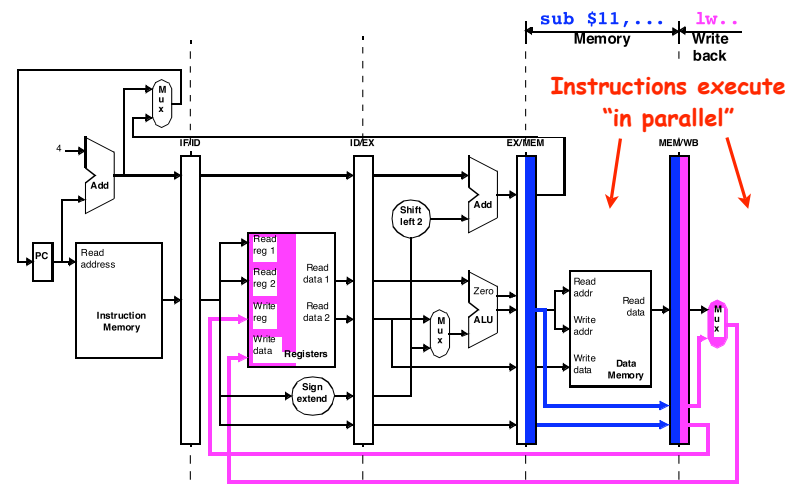 sub $11,... lw..
Memory Write
back
Instructions execute
“in parallel”
M
u
x
IF/ID ID/EX EX/MEM MEM/WB
4
Add
Add
Shift
left 2
PC
Read
address
Instruction
Memory
Read
reg 1
Read
reg 2
Write
reg
Write
data
Read
data 1
Read
data 2
Registers
Sign
extend
M
u
x
Zero
ALU
Read
addr
Write
addr
Write
data
Read
data
Data
Memory
M
u
x